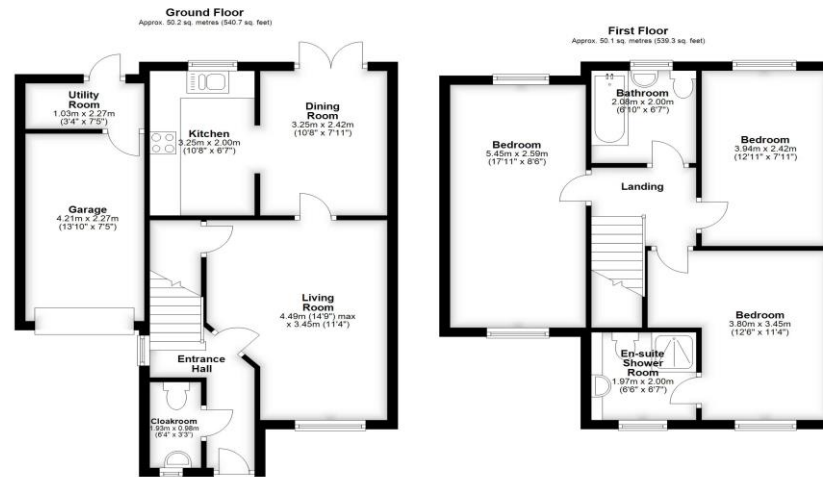 Ground Floor
Approx. 50.2 sq. metres (540.7 sq. feet)
Utility
Room
1.03m x 2.27m
(3'4" x 7'5")
Kitchen
3.25m x 2.00m
(10'8" x 6'7")
Dining
Room
3.25m x 2.42m
(10'8" x 7'11")
Garage
4.21m x 2.27m
(13'10" x 7'5")
Living
Room
4.49m (14'9") max
x 3.45m (11'4")
Entrance
Hall
Cloakroom
1.93m x 0.98m
(6'4" x 3'3")
First Floor
Approx. 50.1 sq. metres (539.3 sq. feet)
Bedroom
5.45m x 2.59m
(17'11" x 8'6")
Bathroom
2.08m x 2.00m
(6'10" x 6'7")
Bedroom
3.94m x 2.42m
(12'11" x 7'11")
Landing
Bedroom
3.80m x 3.45m
(12'6" x 11'4")
En-suite
Shower
Room
1.97m x 2.00m
(6'6" x 6'7")